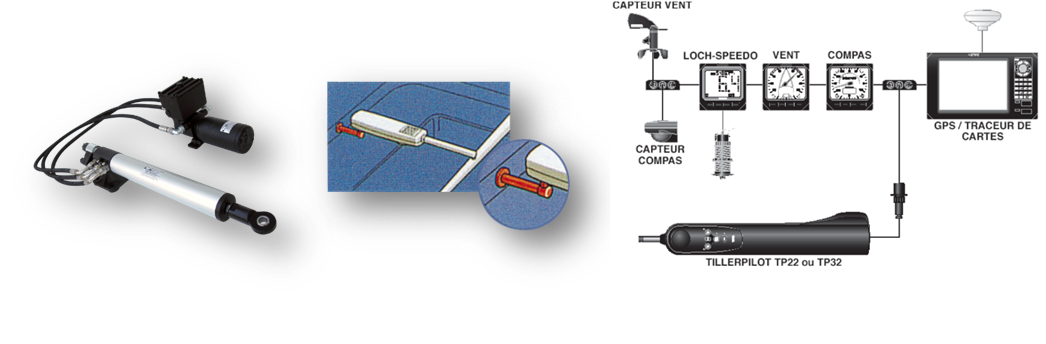 CAPTEUR VENT
LOCH-SPEEDO
VENT
COMPAS
CAPTEUR
COMPAS
GPS / TRACEUR DE
CARTES
TILLERPILOT TP22 ou TP32